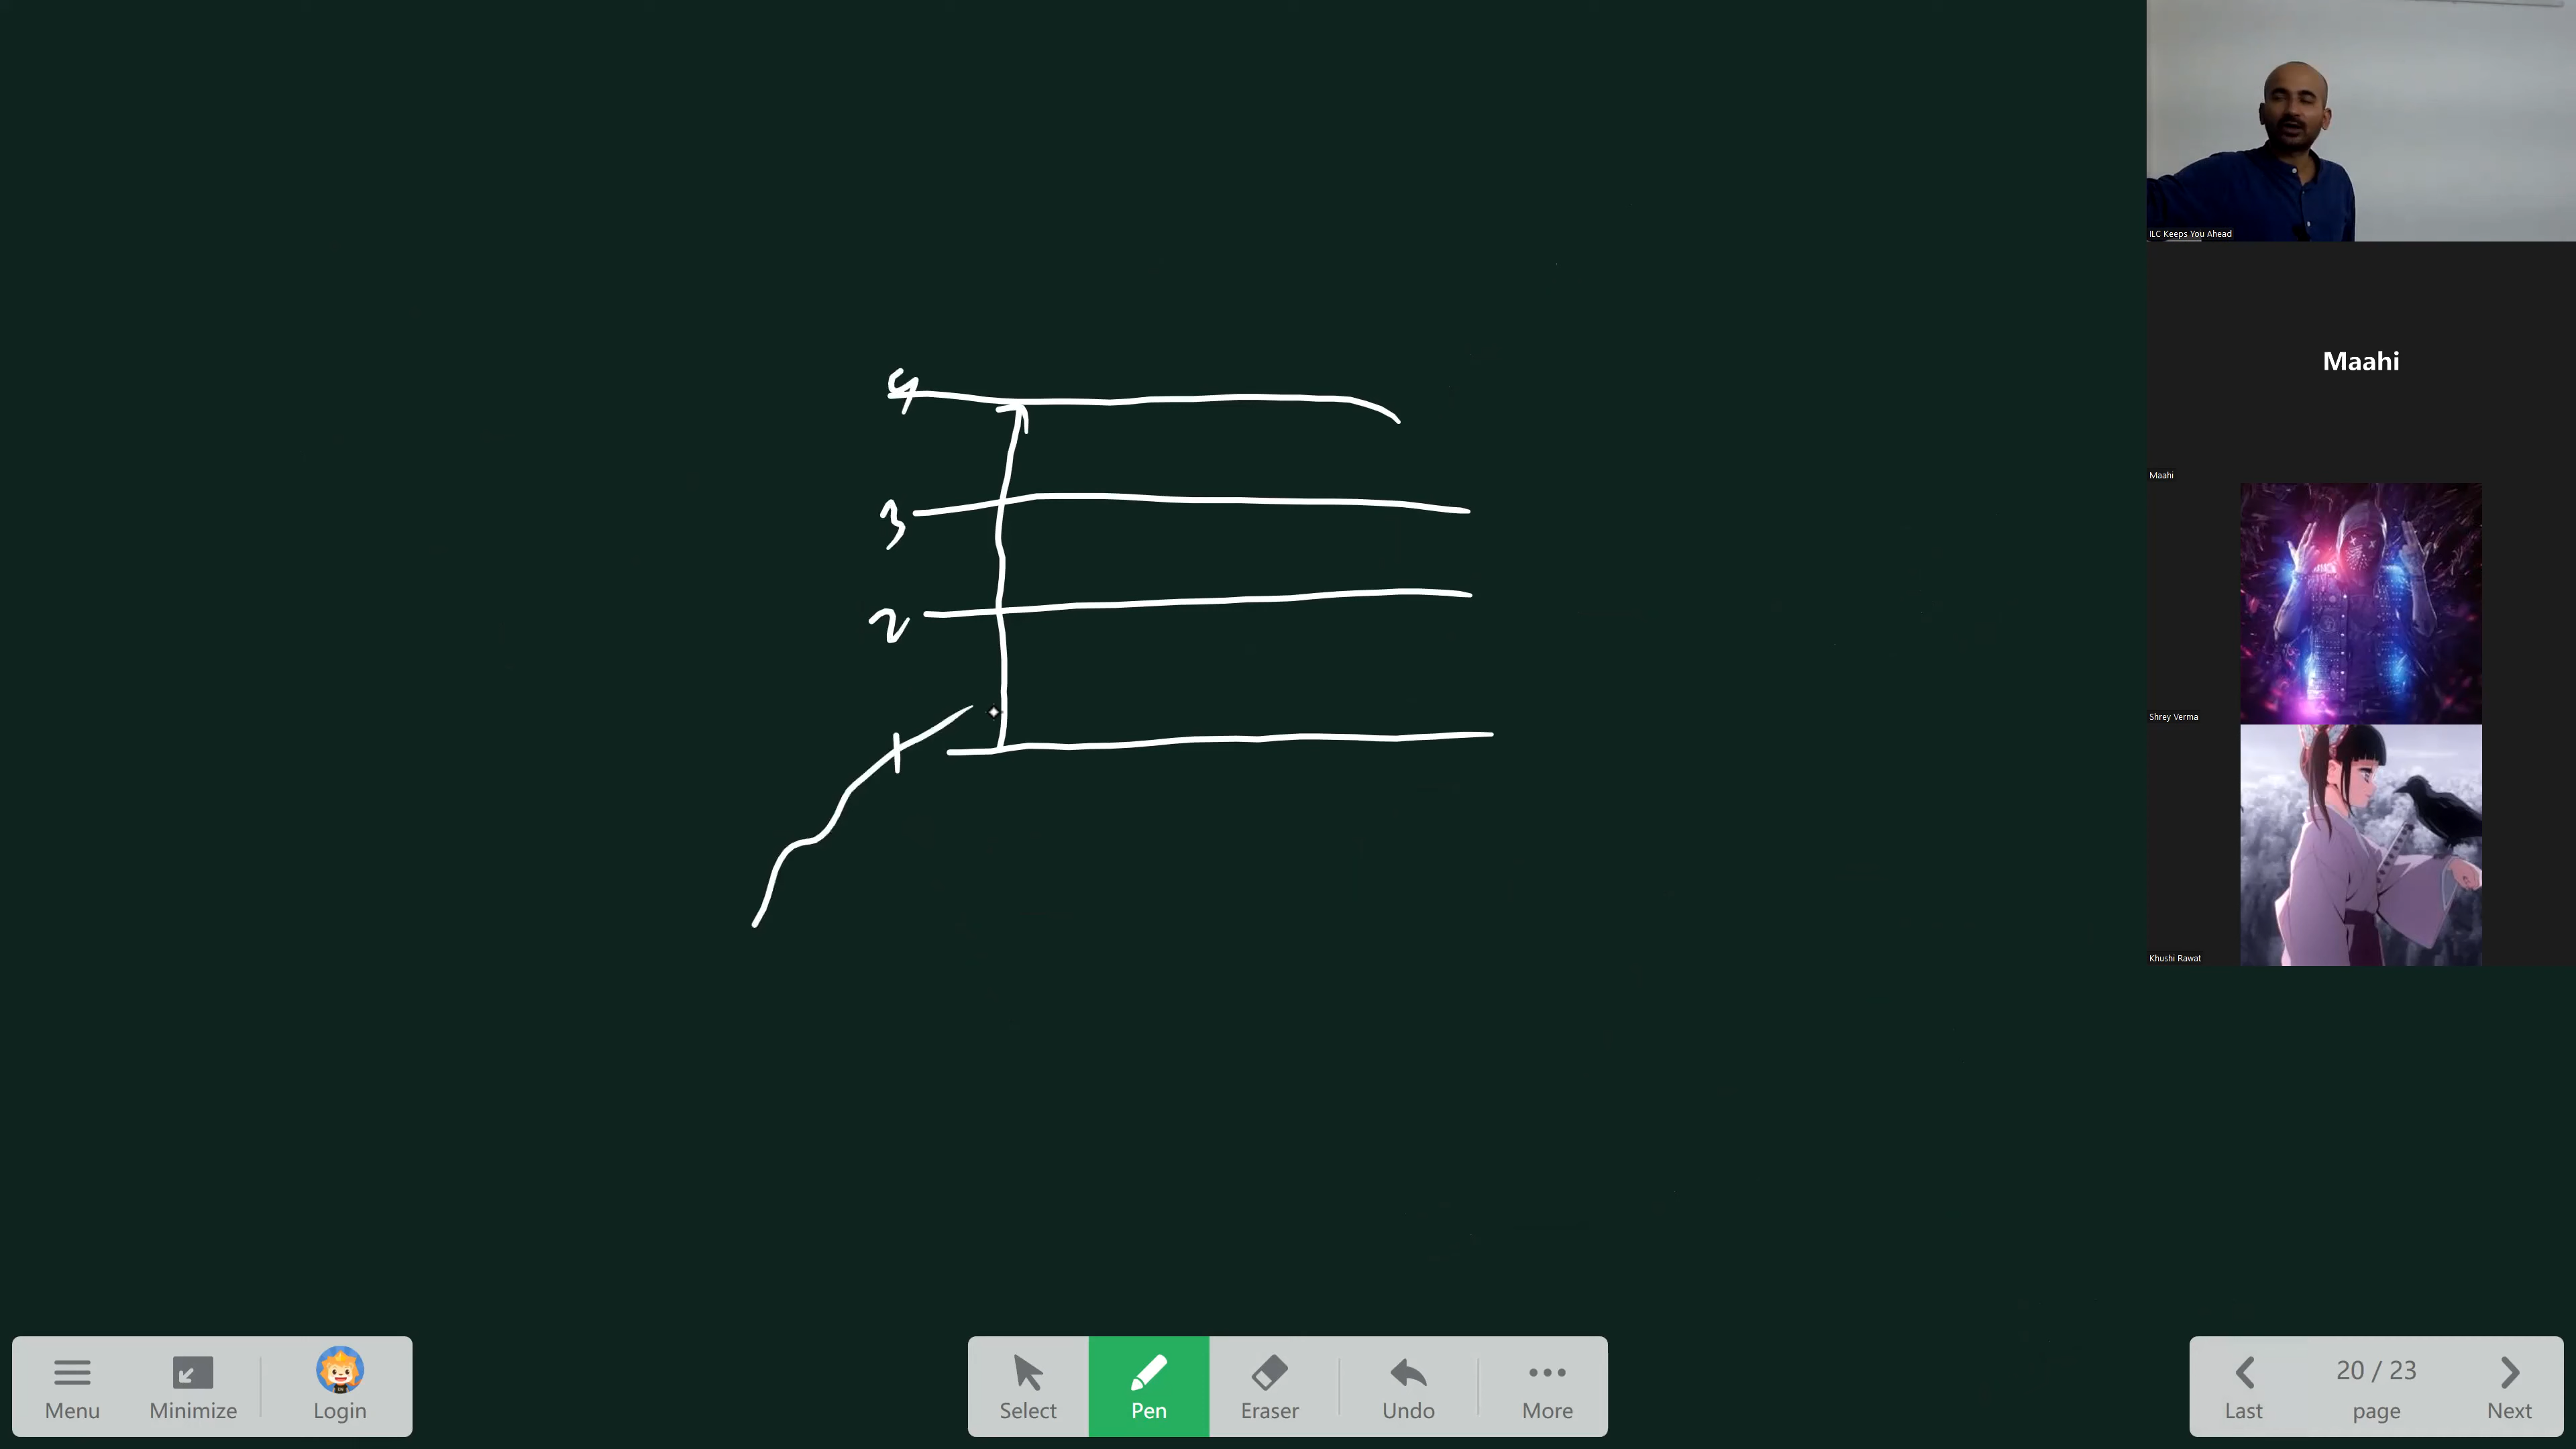 4
3
2
1
ILC Keeps You Ahead
Maahi
Maahi
Shrey Verma
Khushi Rawat
Menu
Minimize
Login
Select
Pen
Eraser
Undo
More
Last
20 / 23
page
Next